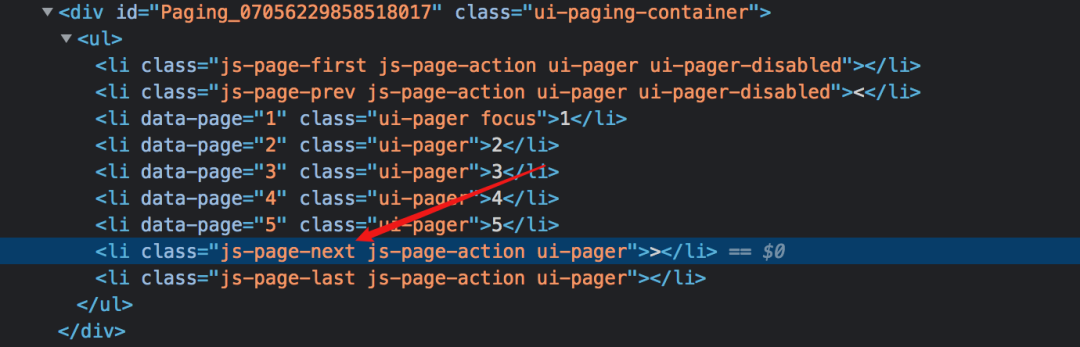 <div id="Paging_07056229858518017" class="ui-paging-container">
<ul>
<li class="js-page-first js-page-action ui-pager ui-pager-disabled"></li>
<li class="js-page-prev js-page-action ui-pager ui-pager-disabled"><</li>
<li data-page="1" class="ui-pager focus">1</li>
<li data-page="2" class="ui-pager">2</li>
<li data-page="3" class="ui-pager">3</li>
<li data-page="4" class="ui-pager">4</li>
<li data-page="5" class="ui-pager">5</li>
<li class="js-page-next js-page-action ui-pager">></li> == $0
<li class="js-page-last js-page-action ui-pager"></li>
</ul>
</div>